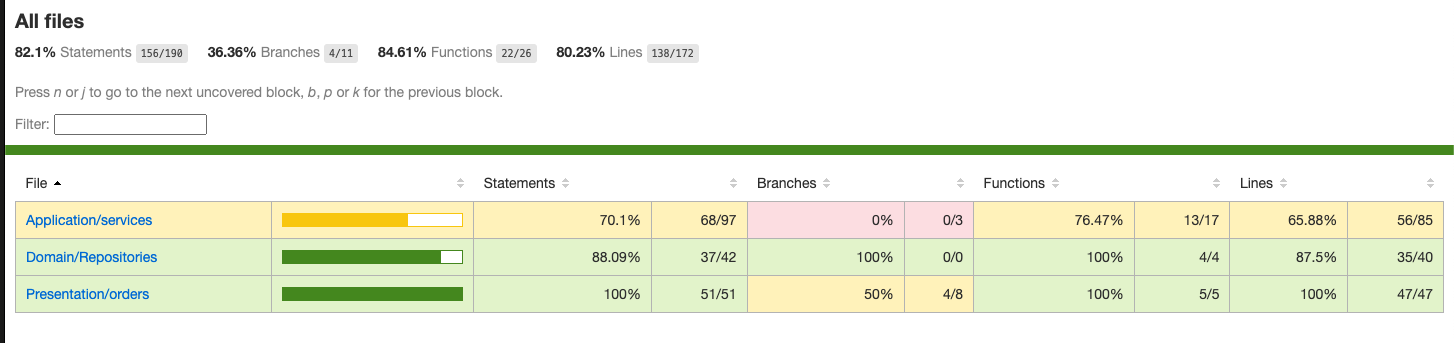 All files
82.1% Statements 156/190 36.36% Branches 4/11 84.61% Functions 22/26 80.23% Lines 138/172
Press n or j to go to the next uncovered block, b, p or k for the previous block.
Filter:
File Statements Branches Functions Lines
Application/services 70.1% 68/97 0% 0/3 76.47% 13/17 65.88% 56/85
Domain/Repositories 88.09% 37/42 100% 0/0 100% 4/4 87.5% 35/40
Presentation/orders 100% 51/51 50% 4/8 100% 5/5 100% 47/47